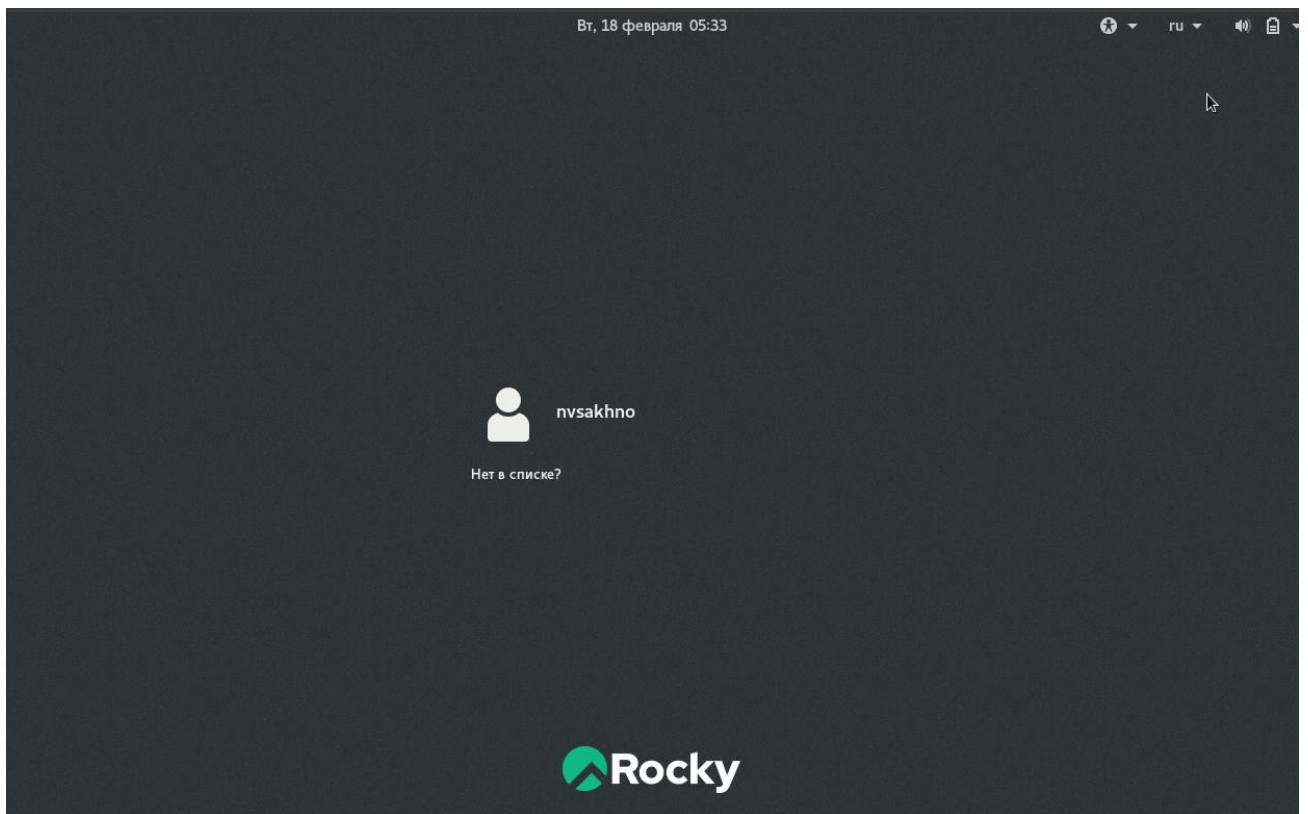 Вт, 18 февраля 05:33
ru
nvsakhno
Нет в списке?
Rocky